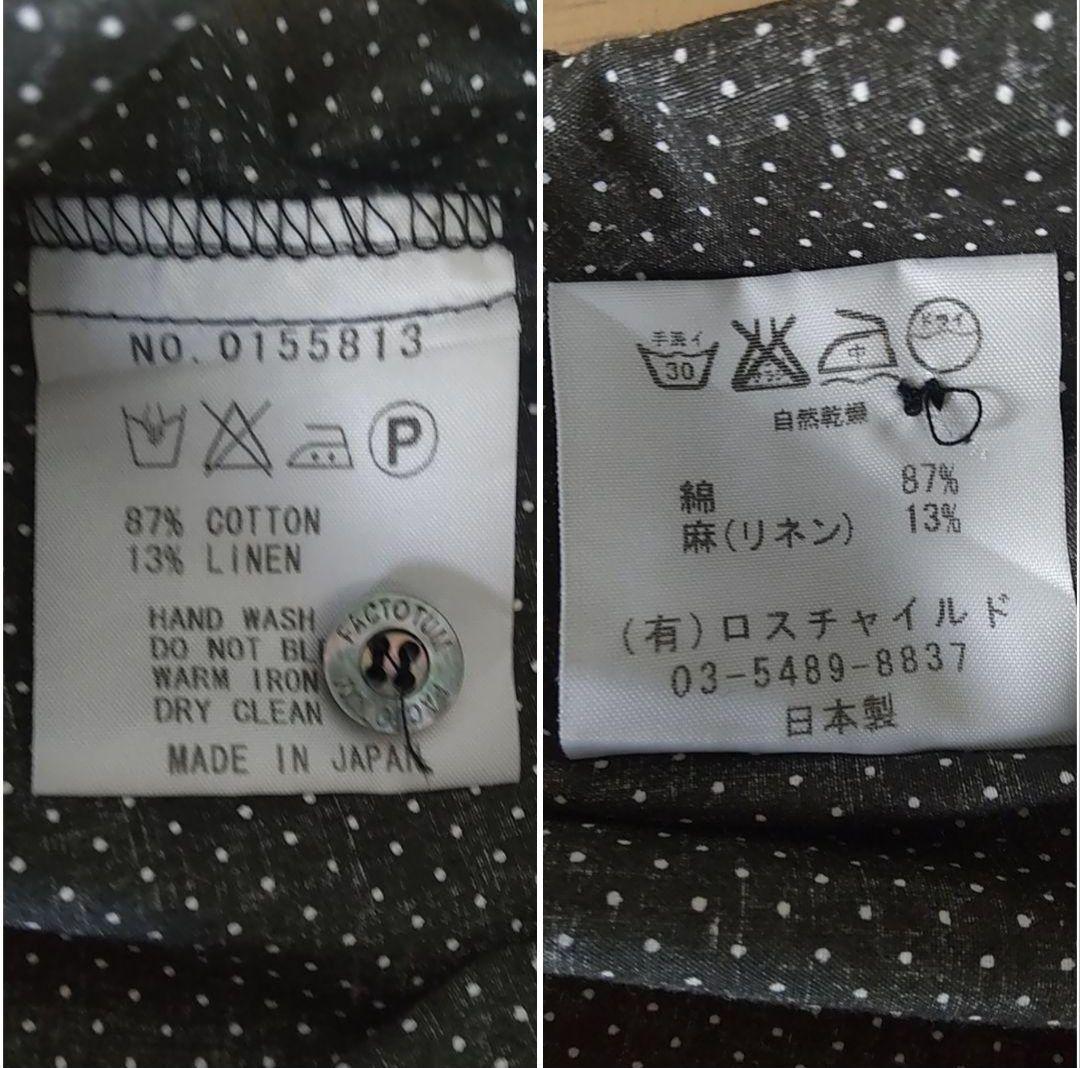 NO. 0155813
P
87% COTTON
13% LINEN
HAND WASH
DO NOT BL
WARM IRON
DRY CLEAN
MADE IN JAPAN
FACTOTUM
手洗イ
30
中
ドライ
自然乾燥
綿 87%
麻(リネン) 13%
(有)ロスチャイルド
03-5489-8837
日本製